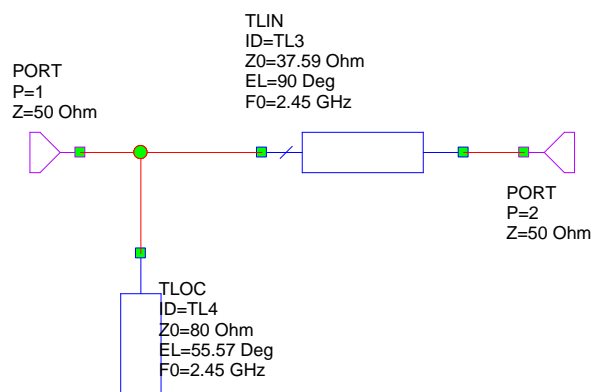 TLIN
ID=TL3
Z0=37.59 Ohm
EL=90 Deg
F0=2.45 GHz
PORT
P=1
Z=50 Ohm
PORT
P=2
Z=50 Ohm
TLOC
ID=TL4
Z0=80 Ohm
EL=55.57 Deg
F0=2.45 GHz